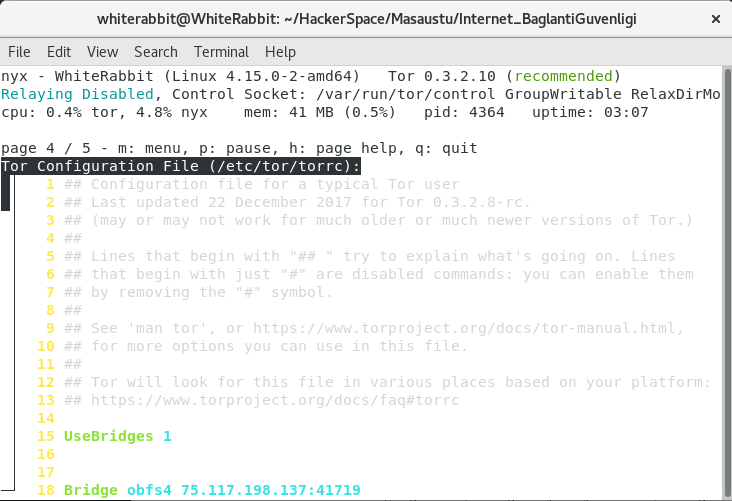 whiterabbit@WhiteRabbit: ~/HackerSpace/Masaustu/Internet_BaglantiGuvenligi ×
File Edit View Search Terminal Help
nyx - WhiteRabbit (Linux 4.15.0-2-amd64) Tor 0.3.2.10 (recommended)
Relaying Disabled, Control Socket: /var/run/tor/control GroupWritable RelaxDirMo
cpu: 0.4% tor, 4.8% nyx mem: 41 MB (0.5%) pid: 4364 uptime: 03:07
page 4 / 5 - m: menu, p: pause, h: page help, q: quit
Tor Configuration File (/etc/tor/torrc):
1 ## Configuration file for a typical Tor user
2 ## Last updated 22 December 2017 for Tor 0.3.2.8-rc.
3 ## (may or may not work for much older or much newer versions of Tor.)
4 ##
5 ## Lines that begin with "## " try to explain what's going on. Lines
6 ## that begin with just "#" are disabled commands: you can enable them
7 ## by removing the "#" symbol.
8 ##
9 ## See 'man tor', or https://www.torproject.org/docs/tor-manual.html,
10 ## for more options you can use in this file.
11 ##
12 ## Tor will look for this file in various places based on your platform:
13 ## https://www.torproject.org/docs/faq#torrc
14
15 UseBridges 1
16
17
18 Bridge obfs4 75.117.198.137:41719